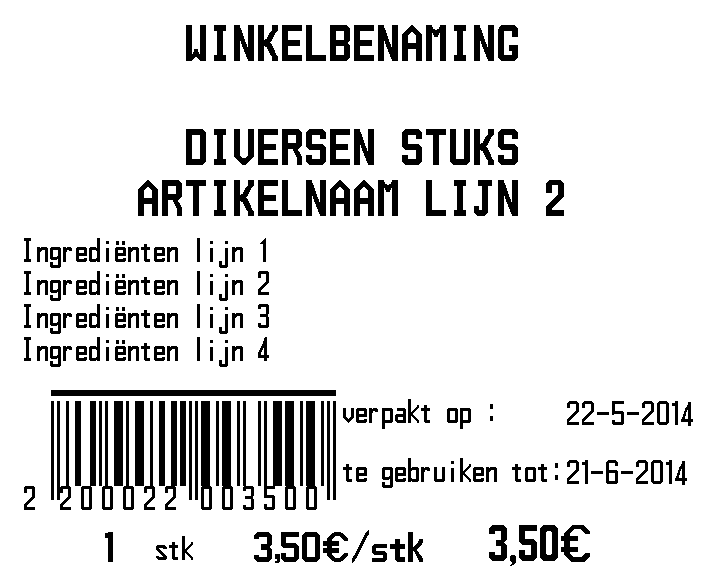 WINKELBENAMING
DIVERSEN STUKS
ARTIKELNAAM LIJN 2
Ingrediënten lijn 1
Ingrediënten lijn 2
Ingrediënten lijn 3
Ingrediënten lijn 4
verpakt op : 22-5-2014
te gebruiken tot: 21-6-2014
2 200022 003500
1 stk 3,50€/stk 3,50€